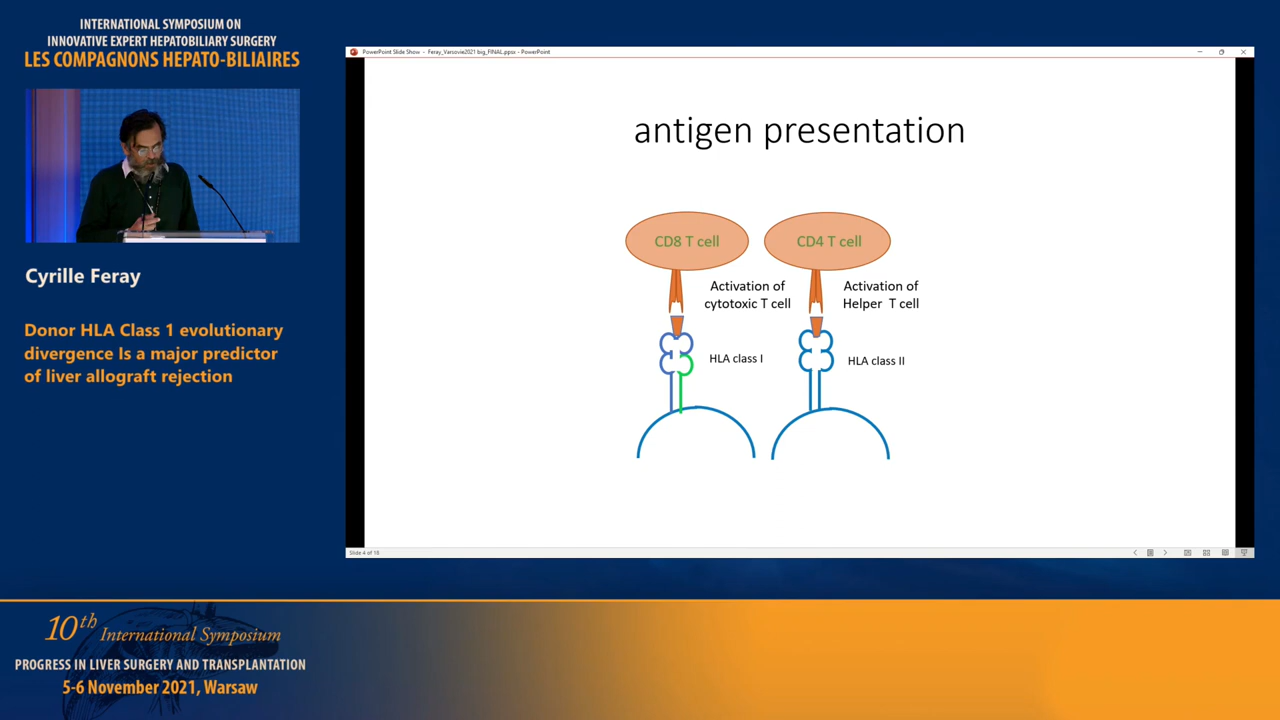 INTERNATIONAL SYMPOSIUM ON
INNOVATIVE EXPERT HEPATOBILIARY SURGERY
LES COMPAGNONS HEPATO-BILIAIRES
Cyrille Feray
Donor HLA Class 1 evolutionary
divergence Is a major predictor
of liver allograft rejection
PowerPoint Slide Show - Feray_Varsovie2021 big_FINAL.ppsx - PowerPoint
antigen presentation
CD8 T cell
CD4 T cell
Activation of
cytotoxic T cell
Activation of
Helper T cell
HLA class I
HLA class II
Slide 4 of 18
10th International Symposium
PROGRESS IN LIVER SURGERY AND TRANSPLANTATION
5-6 November 2021, Warsaw